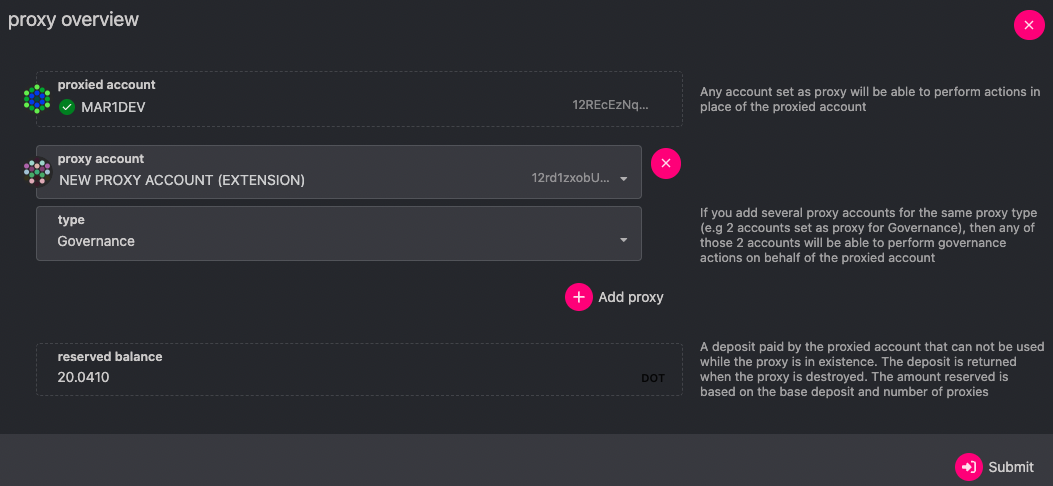 proxy overview
proxied account
MAR1DEV
12REcEzNq...
Any account set as proxy will be able to perform actions in
place of the proxied account
proxy account
NEW PROXY ACCOUNT (EXTENSION)
12rd1zxobU...
type
Governance
If you add several proxy accounts for the same proxy type
(e.g 2 accounts set as proxy for Governance), then any of
those 2 accounts will be able to perform governance
actions on behalf of the proxied account
Add proxy
reserved balance
20.0410
DOT
A deposit paid by the proxied account that can not be used
while the proxy is in existence. The deposit is returned
when the proxy is destroyed. The amount reserved is
based on the base deposit and number of proxies
Submit